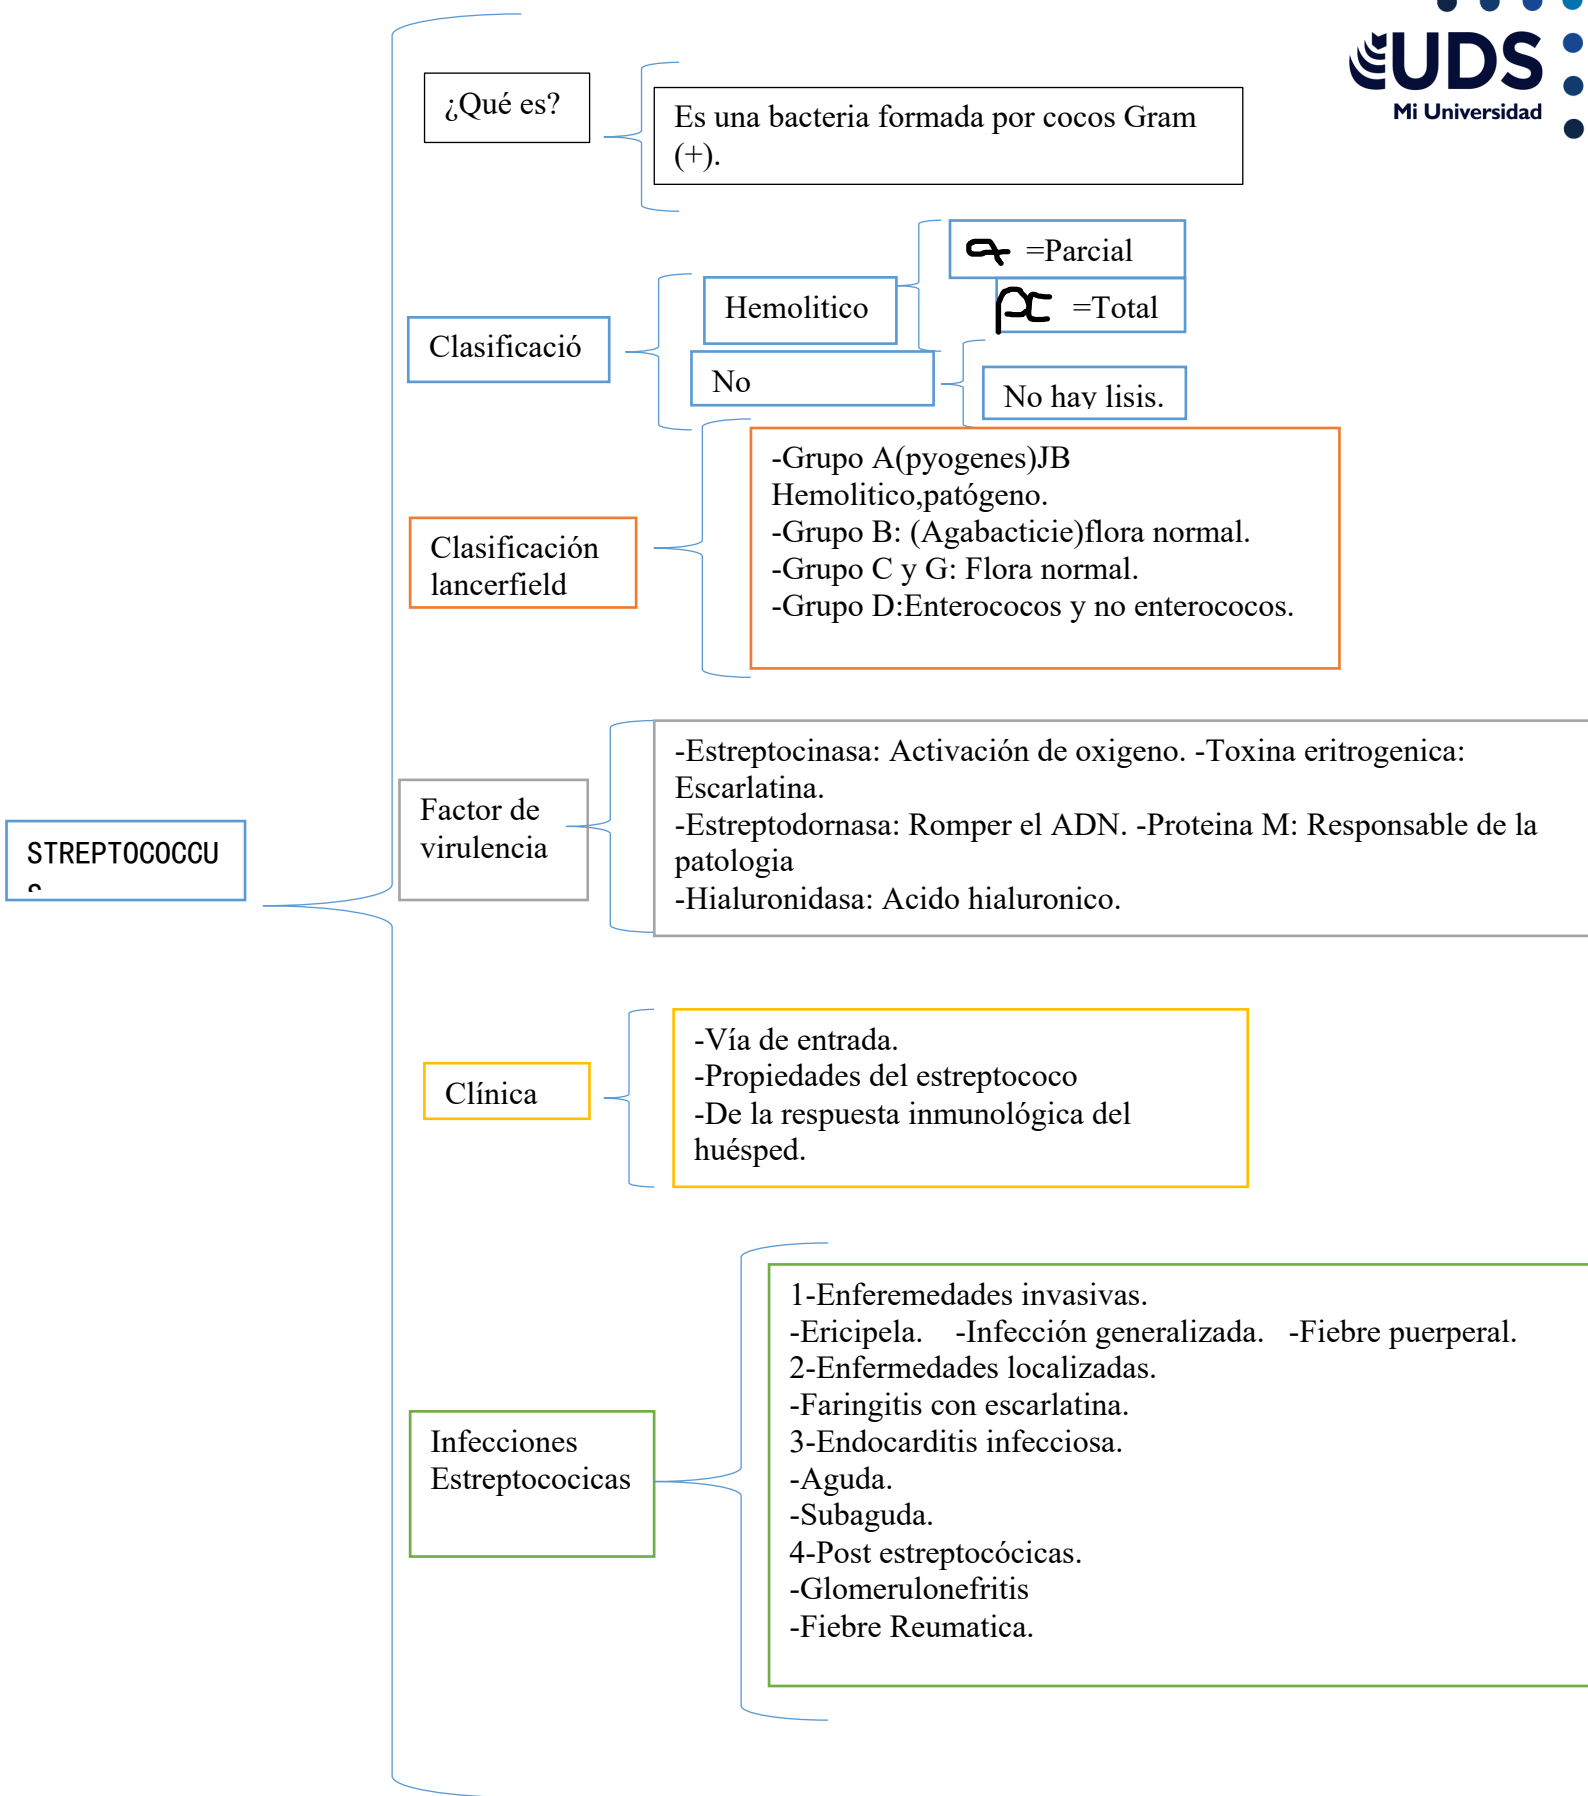 UDS
Mi Universidad
¿Qué es?
Es una bacteria formada por cocos Gram
(+).
Clasificació
Hemolitico
=Parcial
=Total
No
No hay lisis.
Clasificación
lancerfield
-Grupo A(pyogenes)JB
Hemolitico,patógeno.
-Grupo B: (Agabacticie)flora normal.
-Grupo C y G: Flora normal.
-Grupo D:Enterococos y no enterococos.
STREPTOCOCCU
Factor de
virulencia
-Estreptocinasa: Activación de oxigeno. -Toxina eritrogenica:
Escarlatina.
-Estreptodornasa: Romper el ADN. -Proteina M: Responsable de la
patologia
-Hialuronidasa: Acido hialuronico.
Clínica
-Vía de entrada.
-Propiedades del estreptococo
-De la respuesta inmunológica del
huésped.
Infecciones
Estreptococicas
1-Enferemedades invasivas.
-Ericipela. -Infección generalizada. -Fiebre puerperal.
2-Enfermedades localizadas.
-Faringitis con escarlatina.
3-Endocarditis infecciosa.
-Aguda.
-Subaguda.
4-Post estreptocócicas.
-Glomerulonefritis
-Fiebre Reumatica.